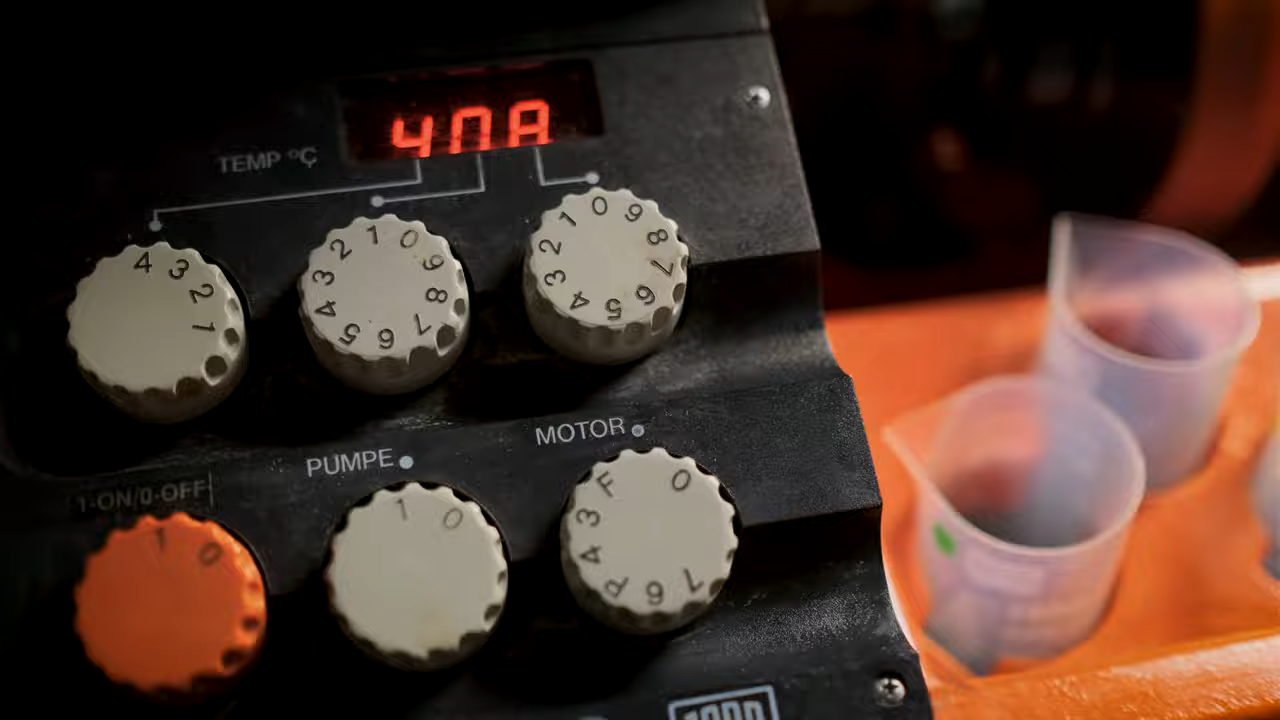 40A
TEMP °C
4 3 2 1
3 2 1 0 9 8 7 6 5 4
3 2 1 0 9 8 7 6 5 4
1-ON/0-OFF
PUMPE
MOTOR
1 0
1 0
F 0
3
4
P 6 7